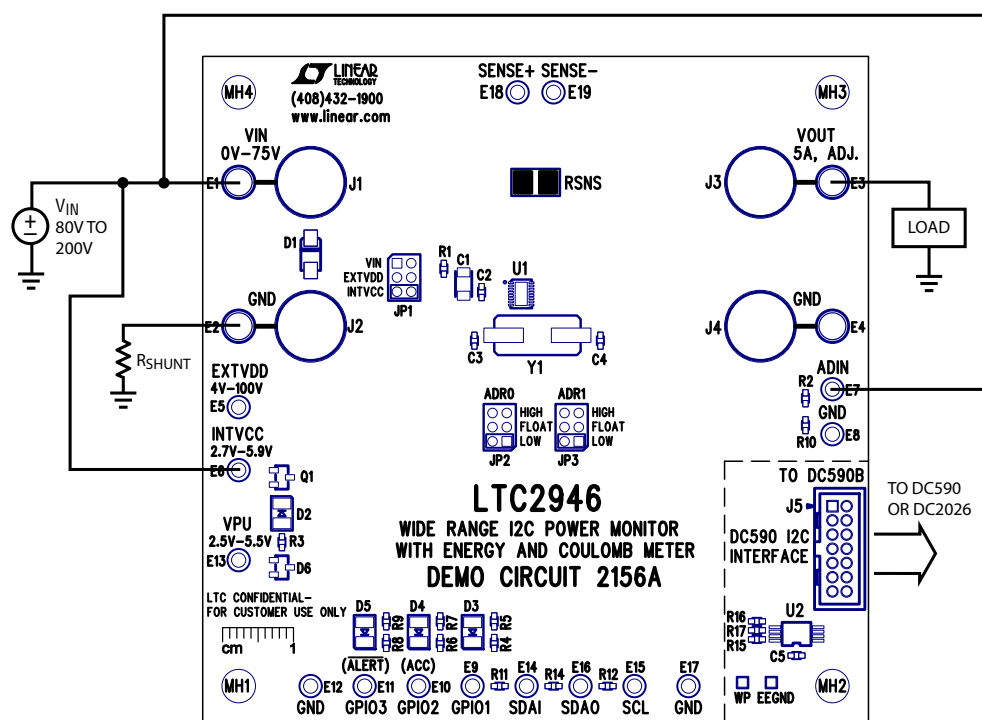 MH4
LINEAR
TECHNOLOGY
(408)432-1900
www.linear.com
SENSE+ SENSE-
E18 E19
MH3
VIN
0V-75V
E1
J1
RSNS
VOUT
5A, ADJ.
J3
E3
VIN
80V TO
200V
LOAD
D1
VIN
EXTVDD
INTVCC
JP1
R1
C1
C2
U1
GND
E2
J2
GND
J4
E4
RSHUNT
C3
Y1
C4
EXTVDD
4V-100V
E5
ADIN
R2
E7
GND
R10
E8
ADR0
HIGH
FLOAT
LOW
JP2
ADR1
HIGH
FLOAT
LOW
JP3
INTVCC
2.7V-5.9V
E6
Q1
D2
VPU
2.5V-5.5V
R3
E13
D6
LTC2946
WIDE RANGE I2C POWER MONITOR
WITH ENERGY AND COULOMB METER
DEMO CIRCUIT 2156A
TO DC590B
J5
DC590 I2C
INTERFACE
TO DC590
OR DC2026
LTC CONFIDENTIAL-
FOR CUSTOMER USE ONLY
cm 1
D5
R9
R8
D4
R7
R6
D3
R5
R4
U2
R16
R17
R15
C5
(ALERT) (ACC)
MH1
E12
GND
E11
GPIO3
E10
GPIO2
E9
GPIO1
R11
E14
SDAI
R14
E16
SDAO
R12
E15
SCL
E17
GND
WP EEGND
MH2